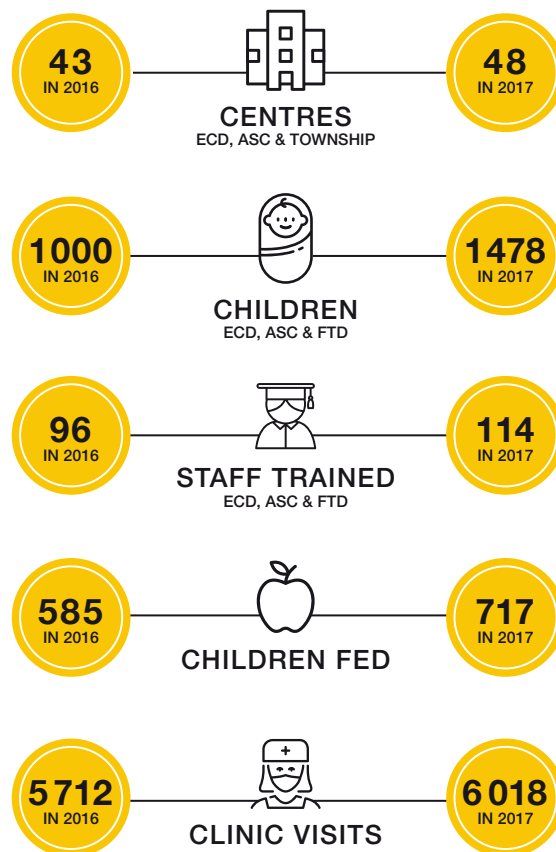 43
IN 2016
CENTRES
ECD, ASC & TOWNSHIP
48
IN 2017
1000
IN 2016
CHILDREN
ECD, ASC & FTD
1478
IN 2017
96
IN 2016
STAFF TRAINED
ECD, ASC & FTD
114
IN 2017
585
IN 2016
CHILDREN FED
717
IN 2017
5 712
IN 2016
CLINIC VISITS
6 018
IN 2017